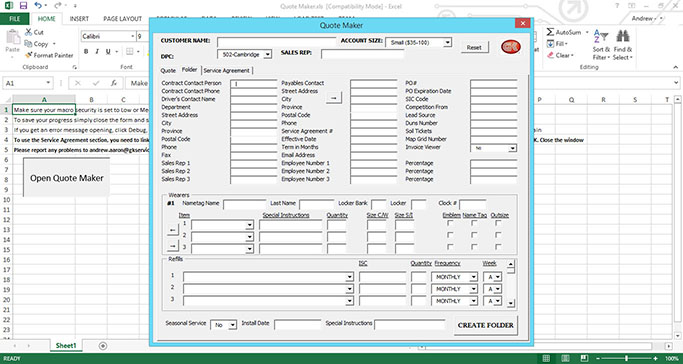 Quote Maker.xls [Compatibility Mode] - Excel
FILE HOME INSERT PAGE LAYOUT
Andrew
Cut
Copy
Format Painter
Clipboard
Calibri
AutoSum
Fill
Clear
Sort & Filter
Find & Select
Editing
A1
A
1 Make sure your macro security is set to Low or Me
2 To save your progress simply close the form and s
3 If you get an error message opening, click Debug,
4 To use the Service Agreement section, you need to link
K. Close the window
5 Please report any problems to andrew.aaron@gkservic
Open Quote Maker
Quote Maker
CUSTOMER NAME:
ACCOUNT SIZE: Small ($35-100)
Reset
DPC: 502-Cambridge
SALES REP:
Quote Folder Service Agreement
Contract Contact Person Payables Contact PO#
Contract Contact Phone Street Address PO Expiration Date
Driver's Contact Name City SIC Code
Department Province Competition From
Street Address Postal Code Lead Source
City Phone Duns Number
Province Service Agreement # Soil Tickets
Postal Code Effective Date Map Grid Number
Phone Term in Months Invoice Viewer No
Fax Email Address
Sales Rep 1 Employee Number 1 Percentage
Sales Rep 2 Employee Number 2 Percentage
Sales Rep 3 Employee Number 3 Percentage
Wearers
#1 Nametag Name Last Name Locker Bank Locker Clock #
Item Special Instructions Quantity Size C/W Size S/I Emblem Name Tag Outsize
1
2
3
Refills
ISC Quantity Frequency Week
1 MONTHLY A
2 MONTHLY A
3 MONTHLY A
Seasonal Service No Install Date Special Instructions
CREATE FOLDER
Sheet1
READY
100%